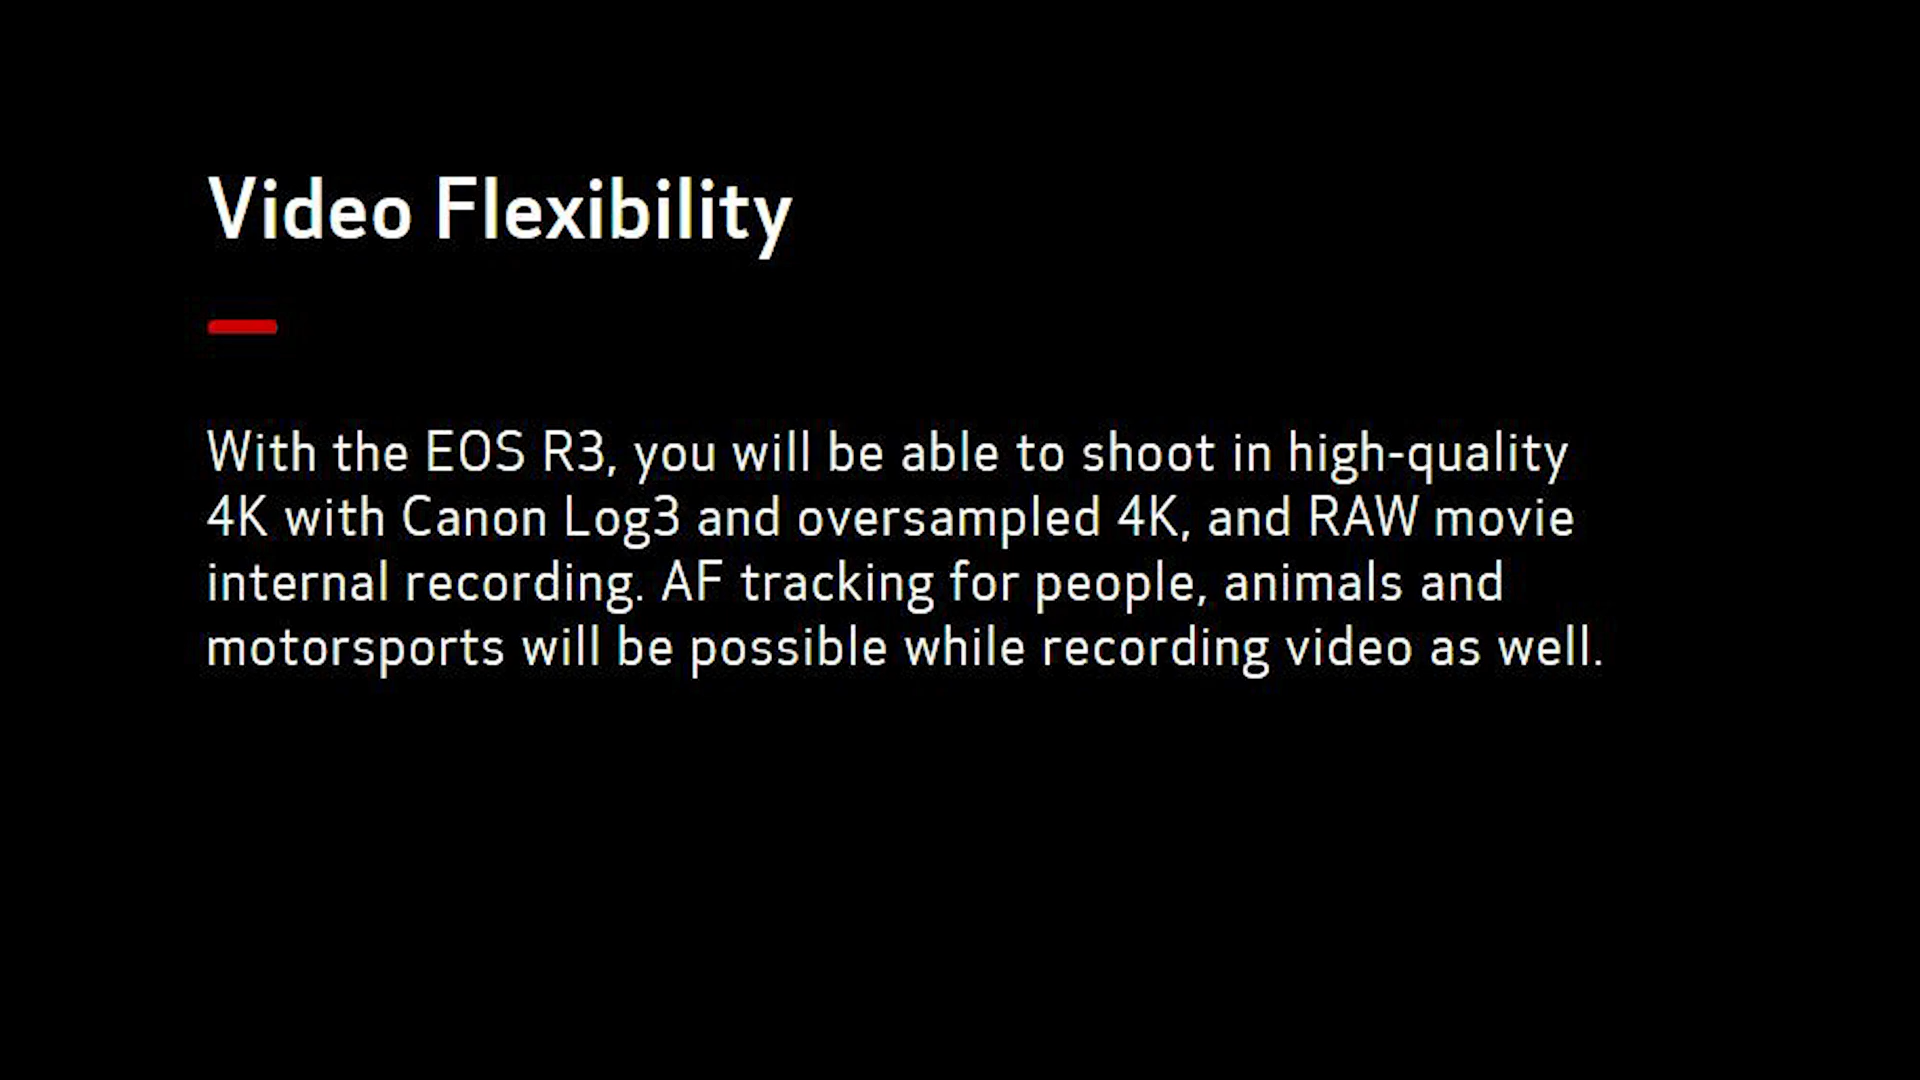 Video Flexibility
With the EOS R3, you will be able to shoot in high-quality
4K with Canon Log3 and oversampled 4K, and RAW movie
internal recording. AF tracking for people, animals and
motorsports will be possible while recording video as well.